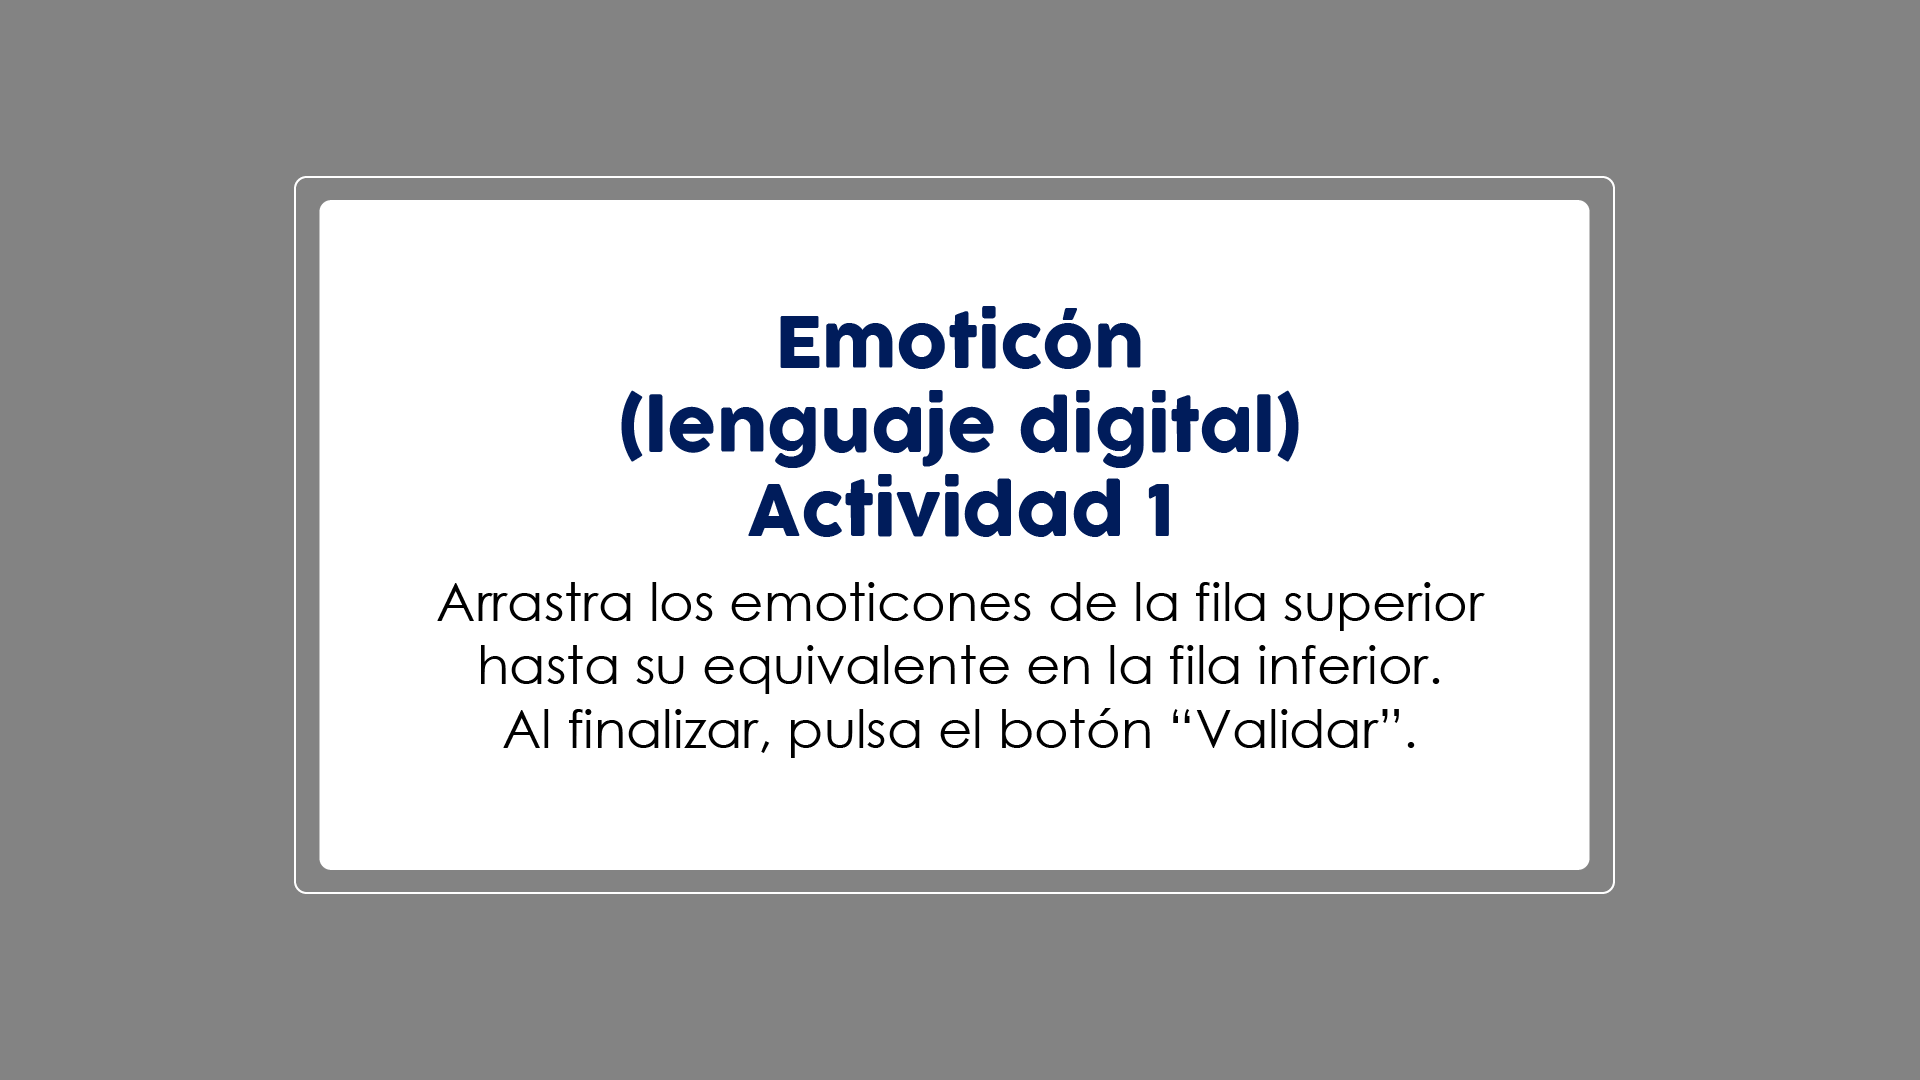 Emoticón
(lenguaje digital)
Actividad 1
Arrastra los emoticones de la fila superior
hasta su equivalente en la fila inferior.
Al finalizar, pulsa el botón “Validar”.